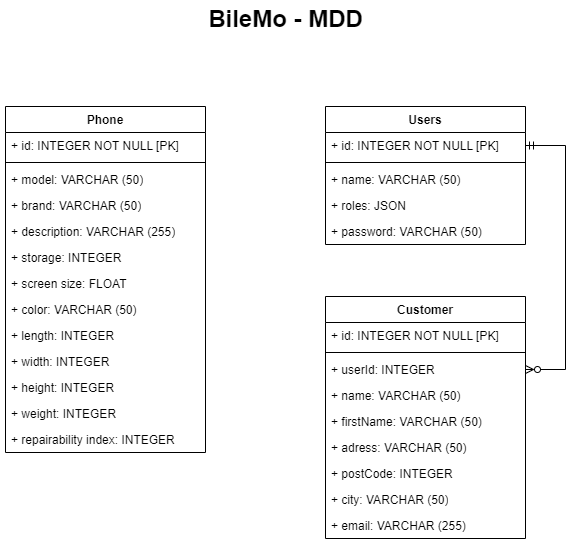 BileMo - MDD
Phone
+ id: INTEGER NOT NULL [PK]
+ model: VARCHAR (50)
+ brand: VARCHAR (50)
+ description: VARCHAR (255)
+ storage: INTEGER
+ screen size: FLOAT
+ color: VARCHAR (50)
+ length: INTEGER
+ width: INTEGER
+ height: INTEGER
+ weight: INTEGER
+ repairability index: INTEGER
Users
+ id: INTEGER NOT NULL [PK]
+ name: VARCHAR (50)
+ roles: JSON
+ password: VARCHAR (50)
Customer
+ id: INTEGER NOT NULL [PK]
+ userId: INTEGER
+ name: VARCHAR (50)
+ firstName: VARCHAR (50)
+ adress: VARCHAR (50)
+ postCode: INTEGER
+ city: VARCHAR (50)
+ email: VARCHAR (255)